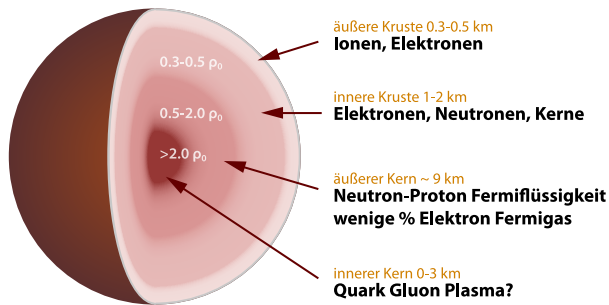 äußere Kruste 0.3-0.5 km
Ionen, Elektronen
0.3-0.5 ρ₀
innere Kruste 1-2 km
Elektronen, Neutronen, Kerne
0.5-2.0 ρ₀
>2.0 ρ₀
äußerer Kern ~ 9 km
Neutron-Proton Fermiflüssigkeit
wenige % Elektron Fermigas
innerer Kern 0-3 km
Quark Gluon Plasma?